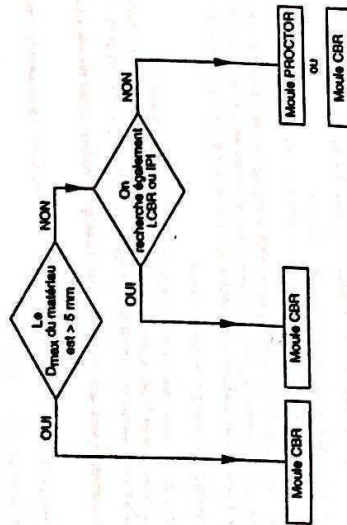 Le
Dmax du matériau
est > 5 mm
OUI
NON
On
recherche également
I.CBR ou IPI
OUI
NON
Moule CBR
Moule CBR
Moule PROCTOR
ou
Moule CBR